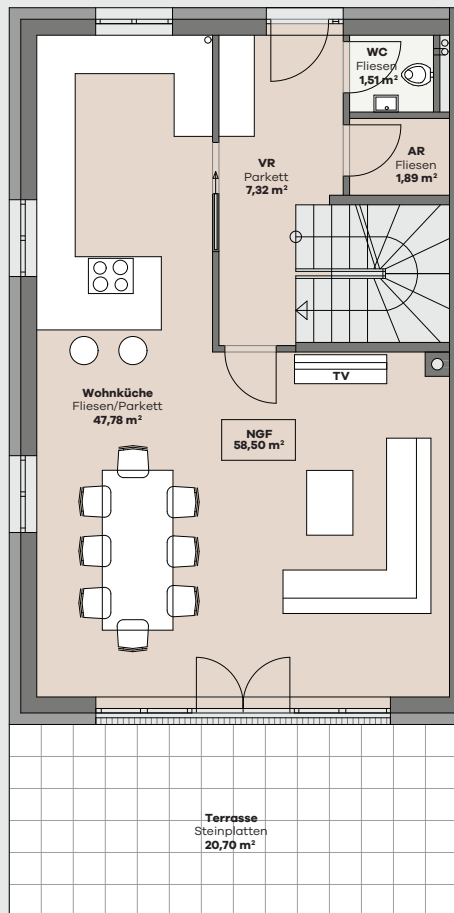 WC
Fliesen
1,51 m²
AR
Fliesen
1,89 m²
VR
Parkett
7,32 m²
TV
Wohnküche
Fliesen/Parkett
47,78 m²
NGF
58,50 m²
Terrasse
Steinplatten
20,70 m²